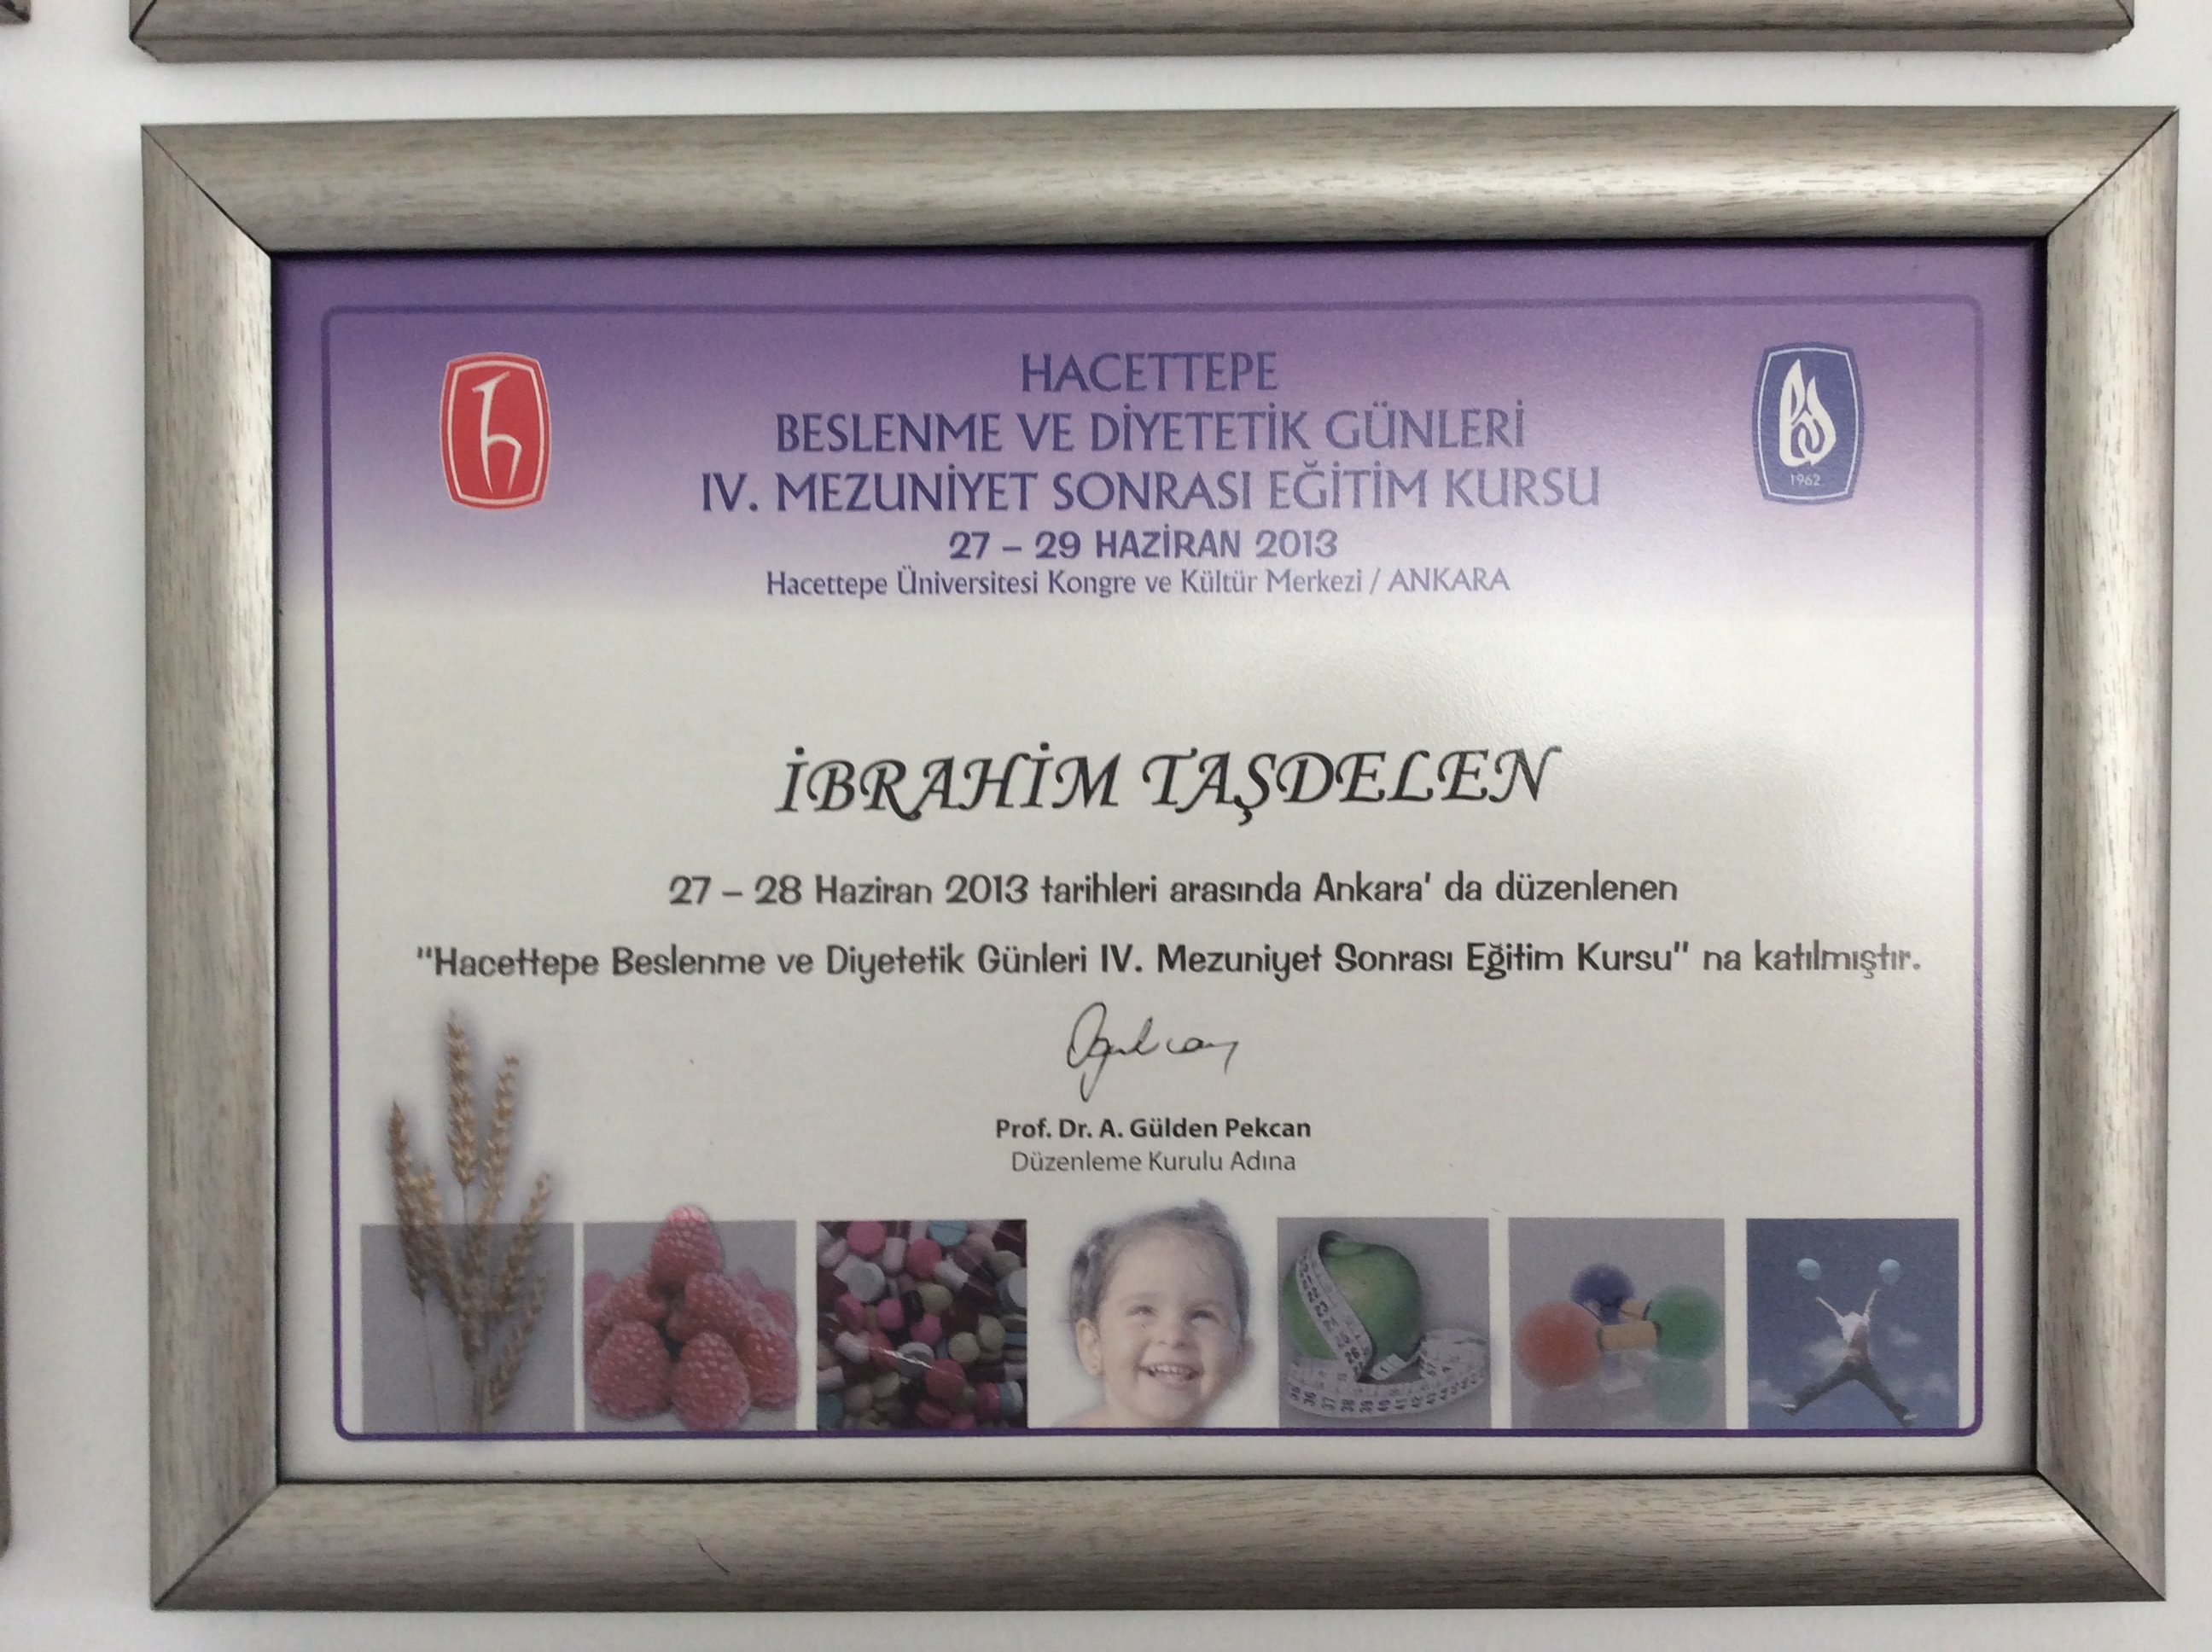 HACETTEPE
BESLENME VE DİYETETİK GÜNLERİ
IV. MEZUNİYET SONRASI EĞİTİM KURSU
27 – 29 HAZİRAN 2013
Hacettepe Üniversitesi Kongre ve Kültür Merkezi / ANKARA
1962
İBRAHİM TAŞDELEN
27 – 28 Haziran 2013 tarihleri arasında Ankara' da düzenlenen
"Hacettepe Beslenme ve Diyetetik Günleri IV. Mezuniyet Sonrası Eğitim Kursu" na katılmıştır.
Prof. Dr. A. Gülden Pekcan
Düzenleme Kurulu Adına